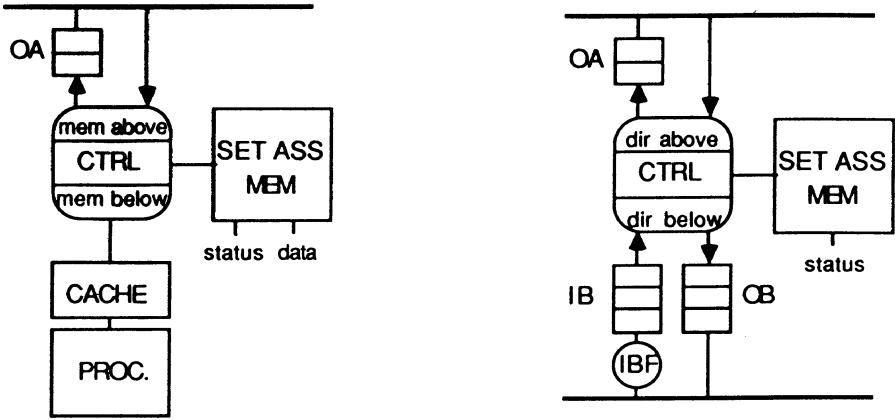 OA
mem above
CTRL
mem below
SET ASS
MEM
status data
CACHE
PROC.
OA
dir above
CTRL
dir below
SET ASS
MEM
status
IB
OB
IBF